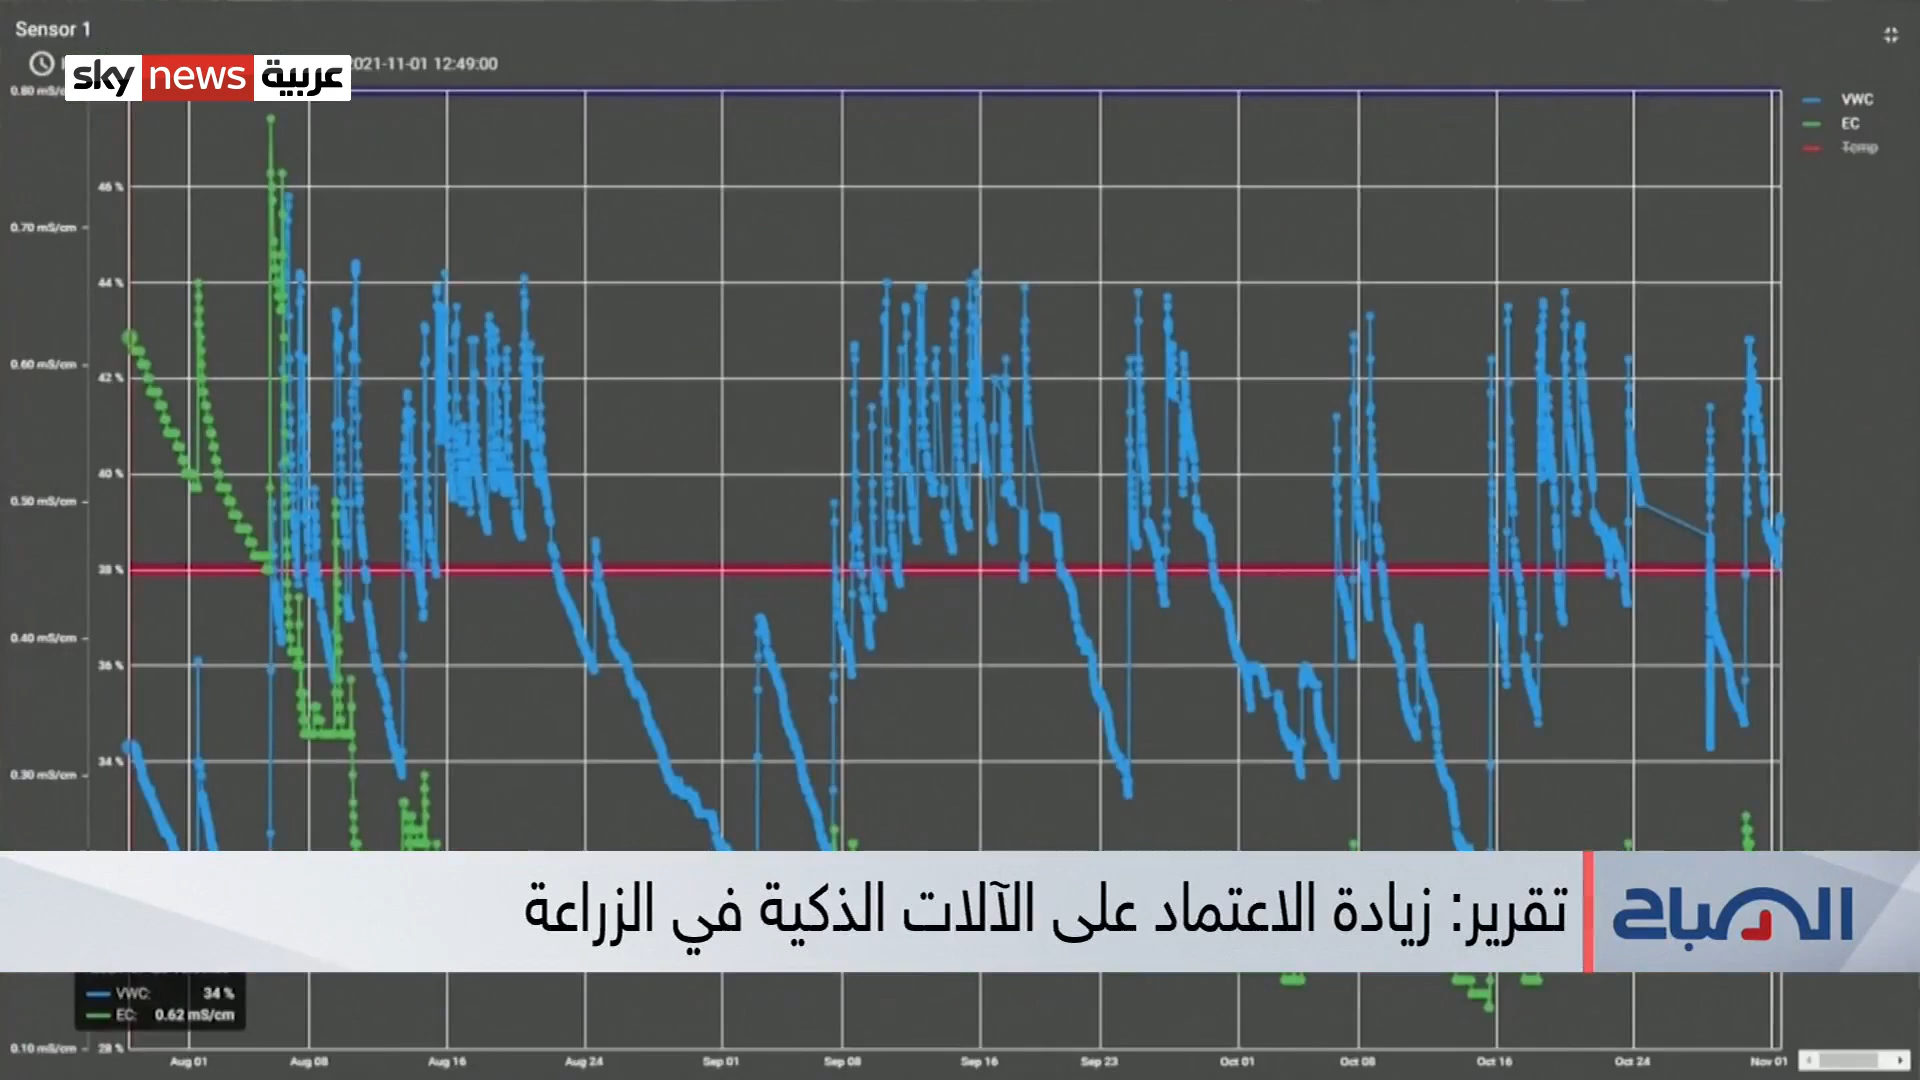 Sensor 1
sky news عربية
2021-11-01 12:49:00
VWC
EC
Temp
0.80 mS/c
46 %
0.70 mS/cm
44 %
0.60 mS/cm
42 %
40 %
0.50 mS/cm
38 %
0.40 mS/cm
36 %
34 %
0.30 mS/cm
الصباح
تقرير: زيادة الاعتماد على الآلات الذكية في الزراعة
VWC: 34 %
EC: 0.62 mS/cm
0.10 mS/cm
28 %
Aug 01 Aug 08 Aug 16 Aug 24 Sep 01 Sep 08 Sep 16 Sep 23 Oct 01 Oct 08 Oct 16 Oct 24 Nov 01